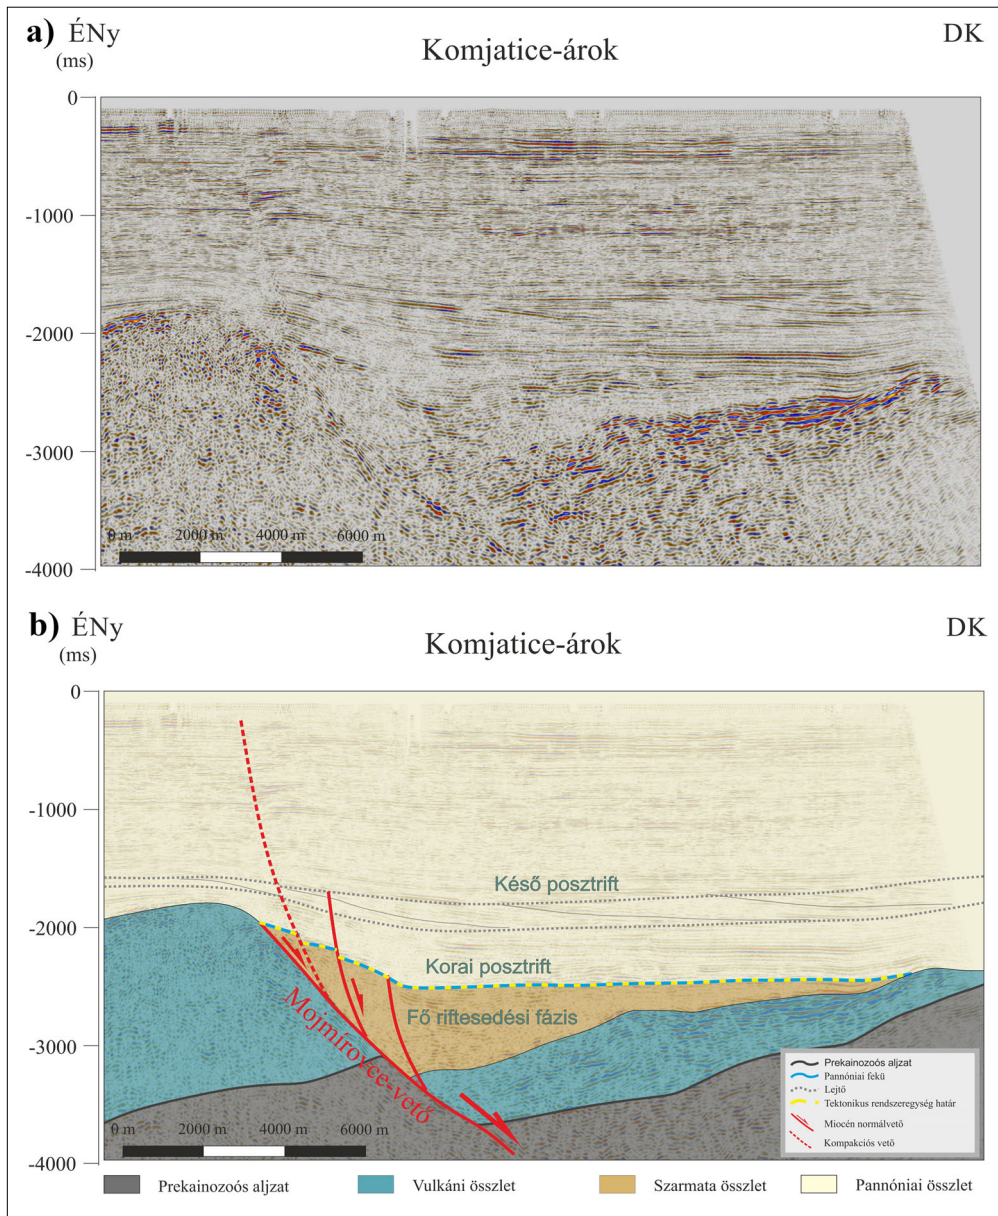 a) ÉNy
DK
(ms)
Komjatice-árok
0
-1000
-2000
-3000
-4000
0 m 2000 m 4000 m 6000 m
b) ÉNy
DK
(ms)
Komjatice-árok
0
-1000
-2000
-3000
-4000
Késő posztrift
Korai posztrift
Fő riftesedési fázis
Mojmírovce-vető
0 m 2000 m 4000 m 6000 m
Prekainozoós aljzat
Pannóniai fekü
Lejtő
Tektonikus rendszeregység határ
Miocén normálvető
Kompakciós vető
Prekainozoós aljzat
Vulkáni összlet
Szarmata összlet
Pannóniai összlet